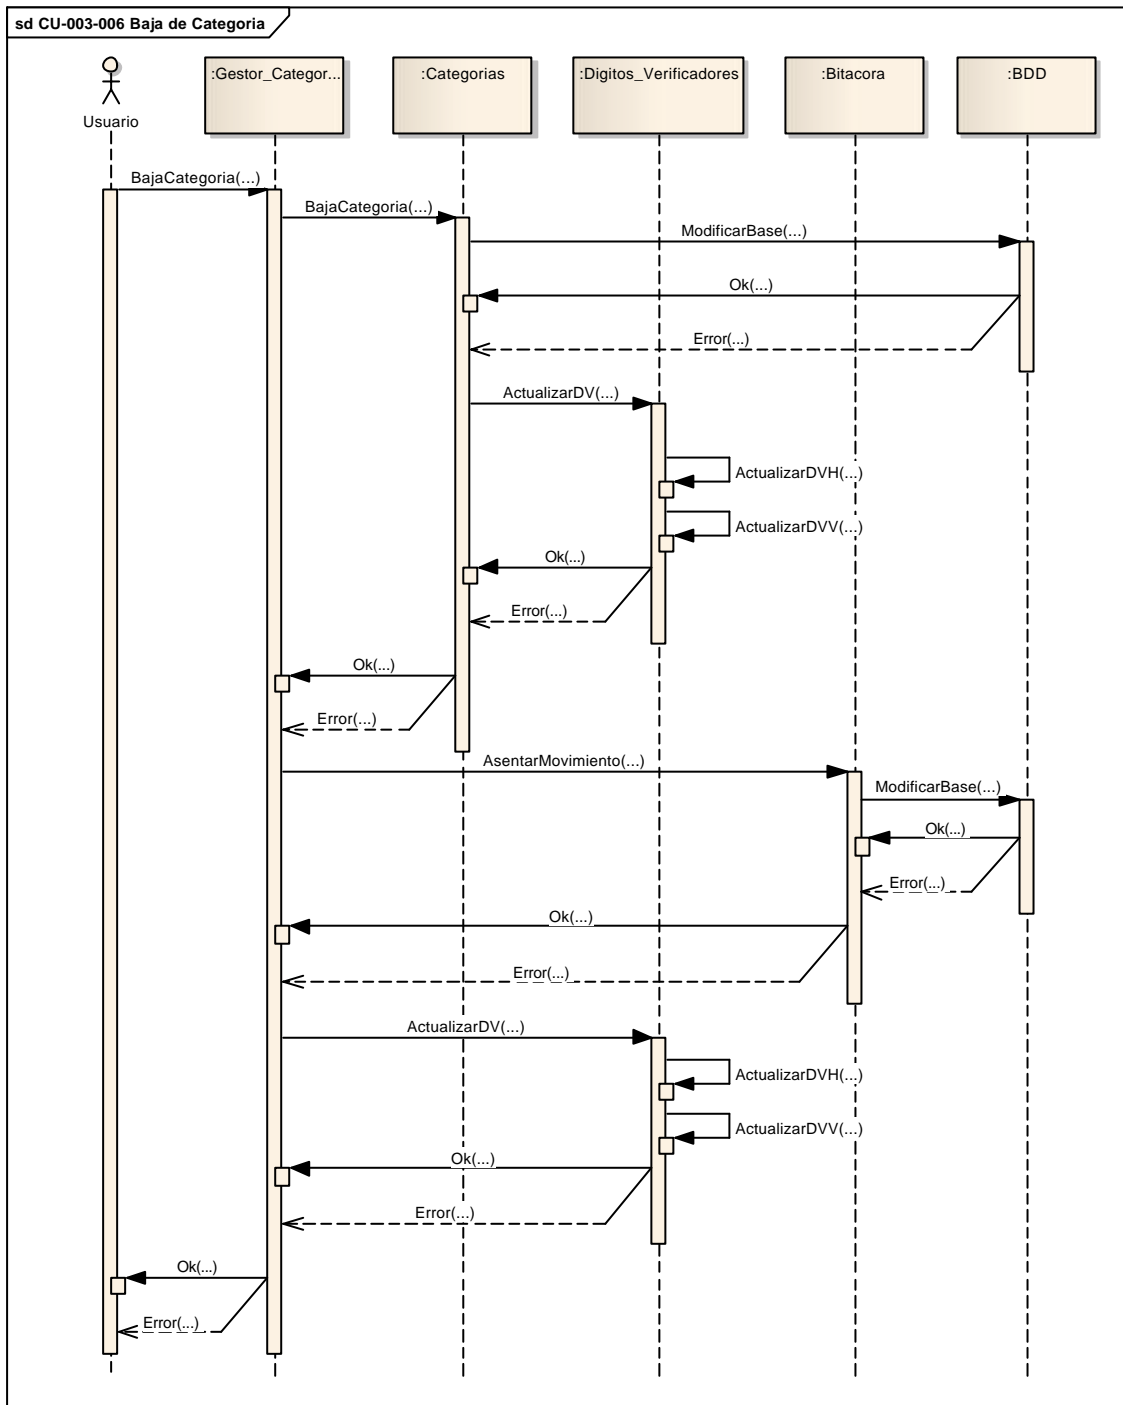 sd CU-003-006 Baja de Categoria
Usuario
:Gestor_Categor...
:Categorias
:Digitos_Verificadores
:Bitacora
:BDD
BajaCategoria(...)
BajaCategoria(...)
ModificarBase(...)
Ok(...)
Error(...)
ActualizarDV(...)
ActualizarDVH(...)
ActualizarDVV(...)
Ok(...)
Error(...)
Ok(...)
Error(...)
AsentarMovimiento(...)
ModificarBase(...)
Ok(...)
Error(...)
Ok(...)
Error(...)
ActualizarDV(...)
ActualizarDVH(...)
ActualizarDVV(...)
Ok(...)
Error(...)
Ok(...)
Error(...)